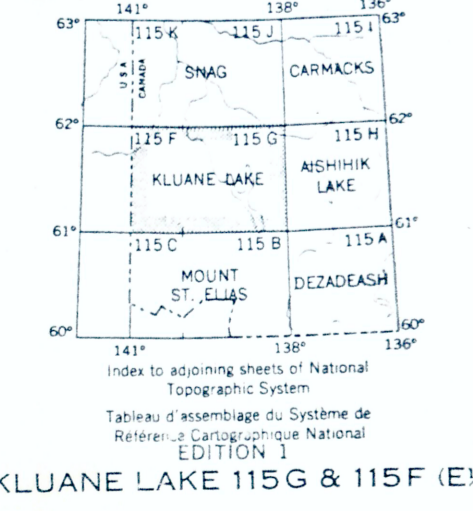 141° 138° 136°
63° 115 K 115 J 115 I 63°
USA CANADA SNAG CARMACKS
62° 62°
115 F 115 G 115 H
KLUANE LAKE AISHIHIK
LAKE
61° 61°
115 C 115 B 115 A
MOUNT
ST. ELIAS DEZADEASH
60° 60°
141° 138° 136°
Index to adjoining sheets of National
Topographic System
Tableau d'assemblage du Système de
Référence Cartographique National
EDITION 1
KLUANE LAKE 115 G & 115 F (E)